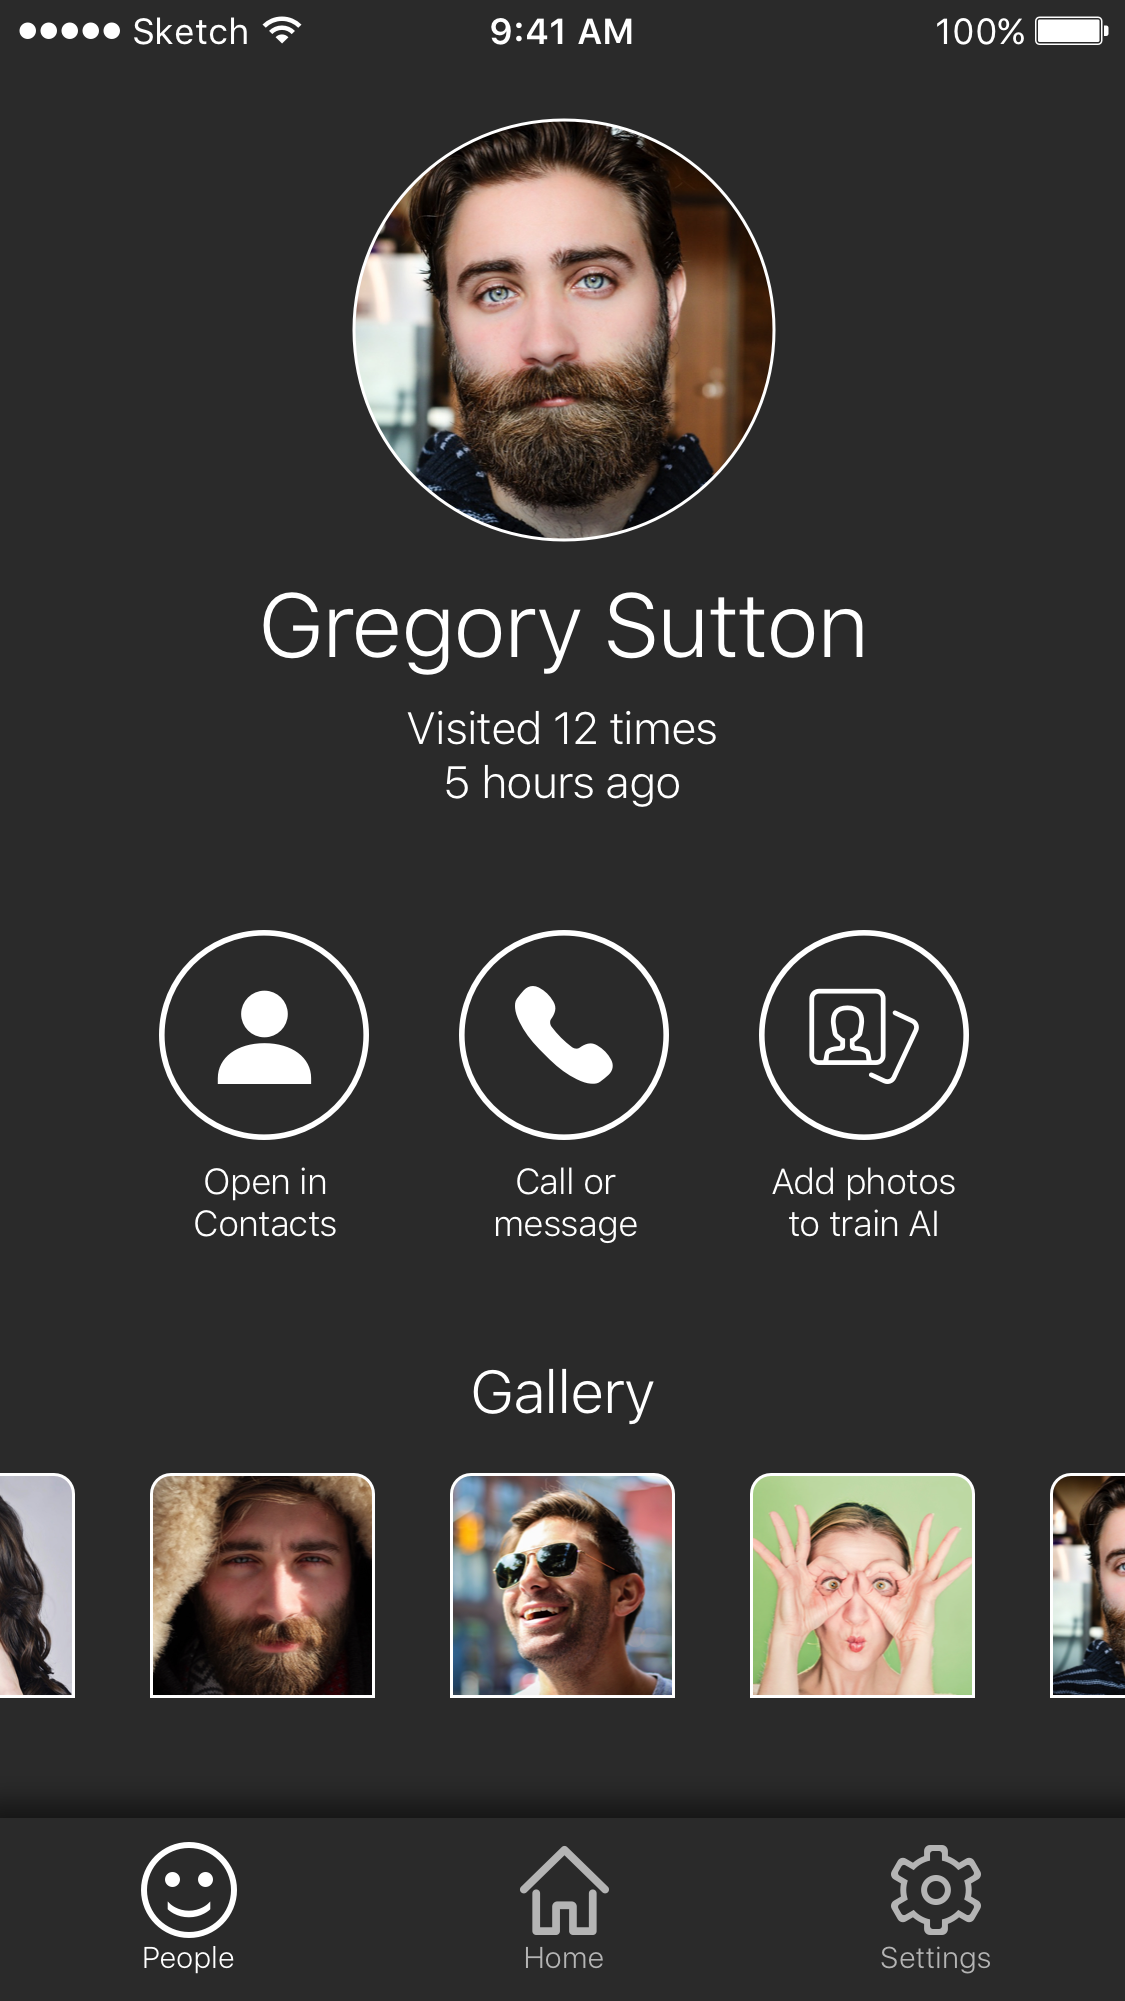 Sketch 9:41 AM 100%
Gregory Sutton
Visited 12 times
5 hours ago
Open in
Contacts
Call or
message
Add photos
to train AI
Gallery
People Home Settings